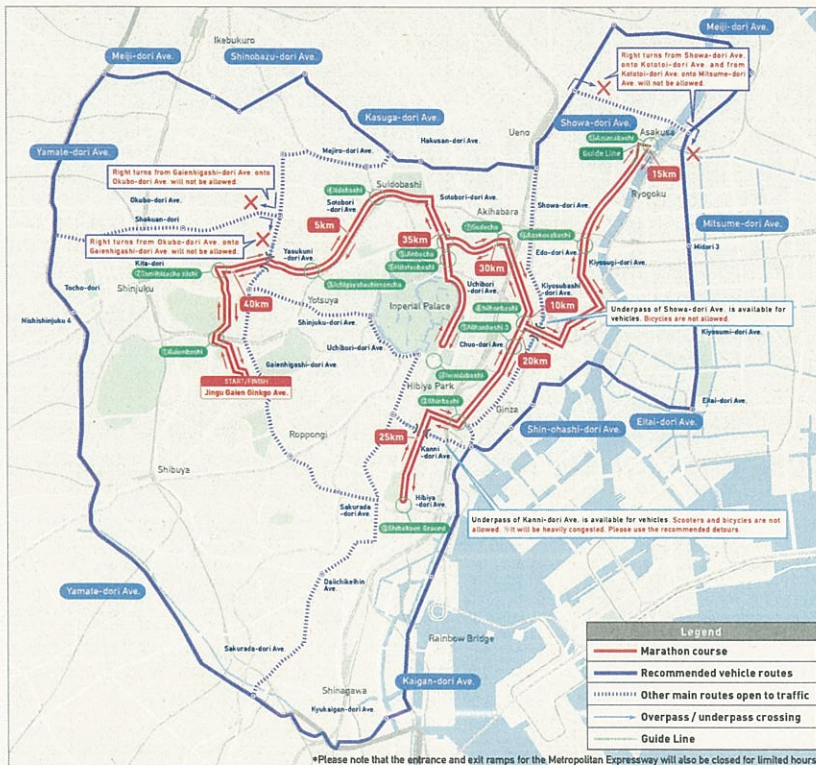 Ikebukuro
Meiji-dori Ave.
Shinobazu-dori Ave.
Meiji-dori Ave.
Right turns from Showa-dori Ave.
onto Kototoi-dori Ave. and from
Kototoi-dori Ave. onto Mitsume-dori
Ave. will not be allowed.
Kasuga-dori Ave.
Hakusan-dori Ave.
Ueno
Showa-dori Ave.
Asakusa
Guide Line
15km
Yamate-dori Ave.
Mejiro-dori Ave.
Right turns from Gaienhigashi-dori Ave. onto
Okubo-dori Ave. will not be allowed.
Okubo-dori Ave.
Shokuan-dori
Right turns from Okubo-dori Ave. onto
Gaienhigashi-dori Ave. will not be allowed.
Suidobashi
Sotobori
-dori Ave.
Sotobori-dori Ave.
5km
Akihabara
Showa-dori Ave.
Ryogoku
Mitsume-dori Ave.
Midori 3
35km
Yasukuni
-dori Ave.
Edo-dori Ave.
Kiyosugi-dori Ave.
Kita-dori
Tocho-dori
Shinjuku
40km
Yotsuya
30km
Uchibori
-dori Ave.
Kiyosubashi
-dori Ave.
10km
Inperial Palace
Nishishinjuku 4
Shinjuku-dori Ave.
Uchibori-dori Ave.
Chuo-dori Ave.
20km
Underpass of Showa-dori Ave. is available for
vehicles. Bicycles are not allowed.
Kiyosumi-dori Ave.
Gaienhigashi-dori Ave.
START/FINISH
Jingu Gaien Ginkgo Ave.
Hibiya Park
Ginza
Eitai-dori Ave.
Eitai-dori Ave.
Shin-ohashi-dori Ave.
25km
Kanni
-dori Ave.
Roppongi
Shibuya
Sakurada
-dori Ave.
Hibiya
-dori Ave.
Underpass of Kanni-dori Ave. is available for vehicles. Scooters and bicycles are not
allowed. ※It will be heavily congested. Please use the recommended detours.
Daiichikeihin
Ave.
Yamate-dori Ave.
Sakurada-dori Ave.
Rainbow Bridge
Shinagawa
Kyukaigan-dori Ave.
Kaigan-dori Ave.
Legend
Marathon course
Recommended vehicle routes
Other main routes open to traffic
Overpass / underpass crossing
Guide Line
*Please note that the entrance and exit ramps for the Metropolitan Expressway will also be closed for limited hours